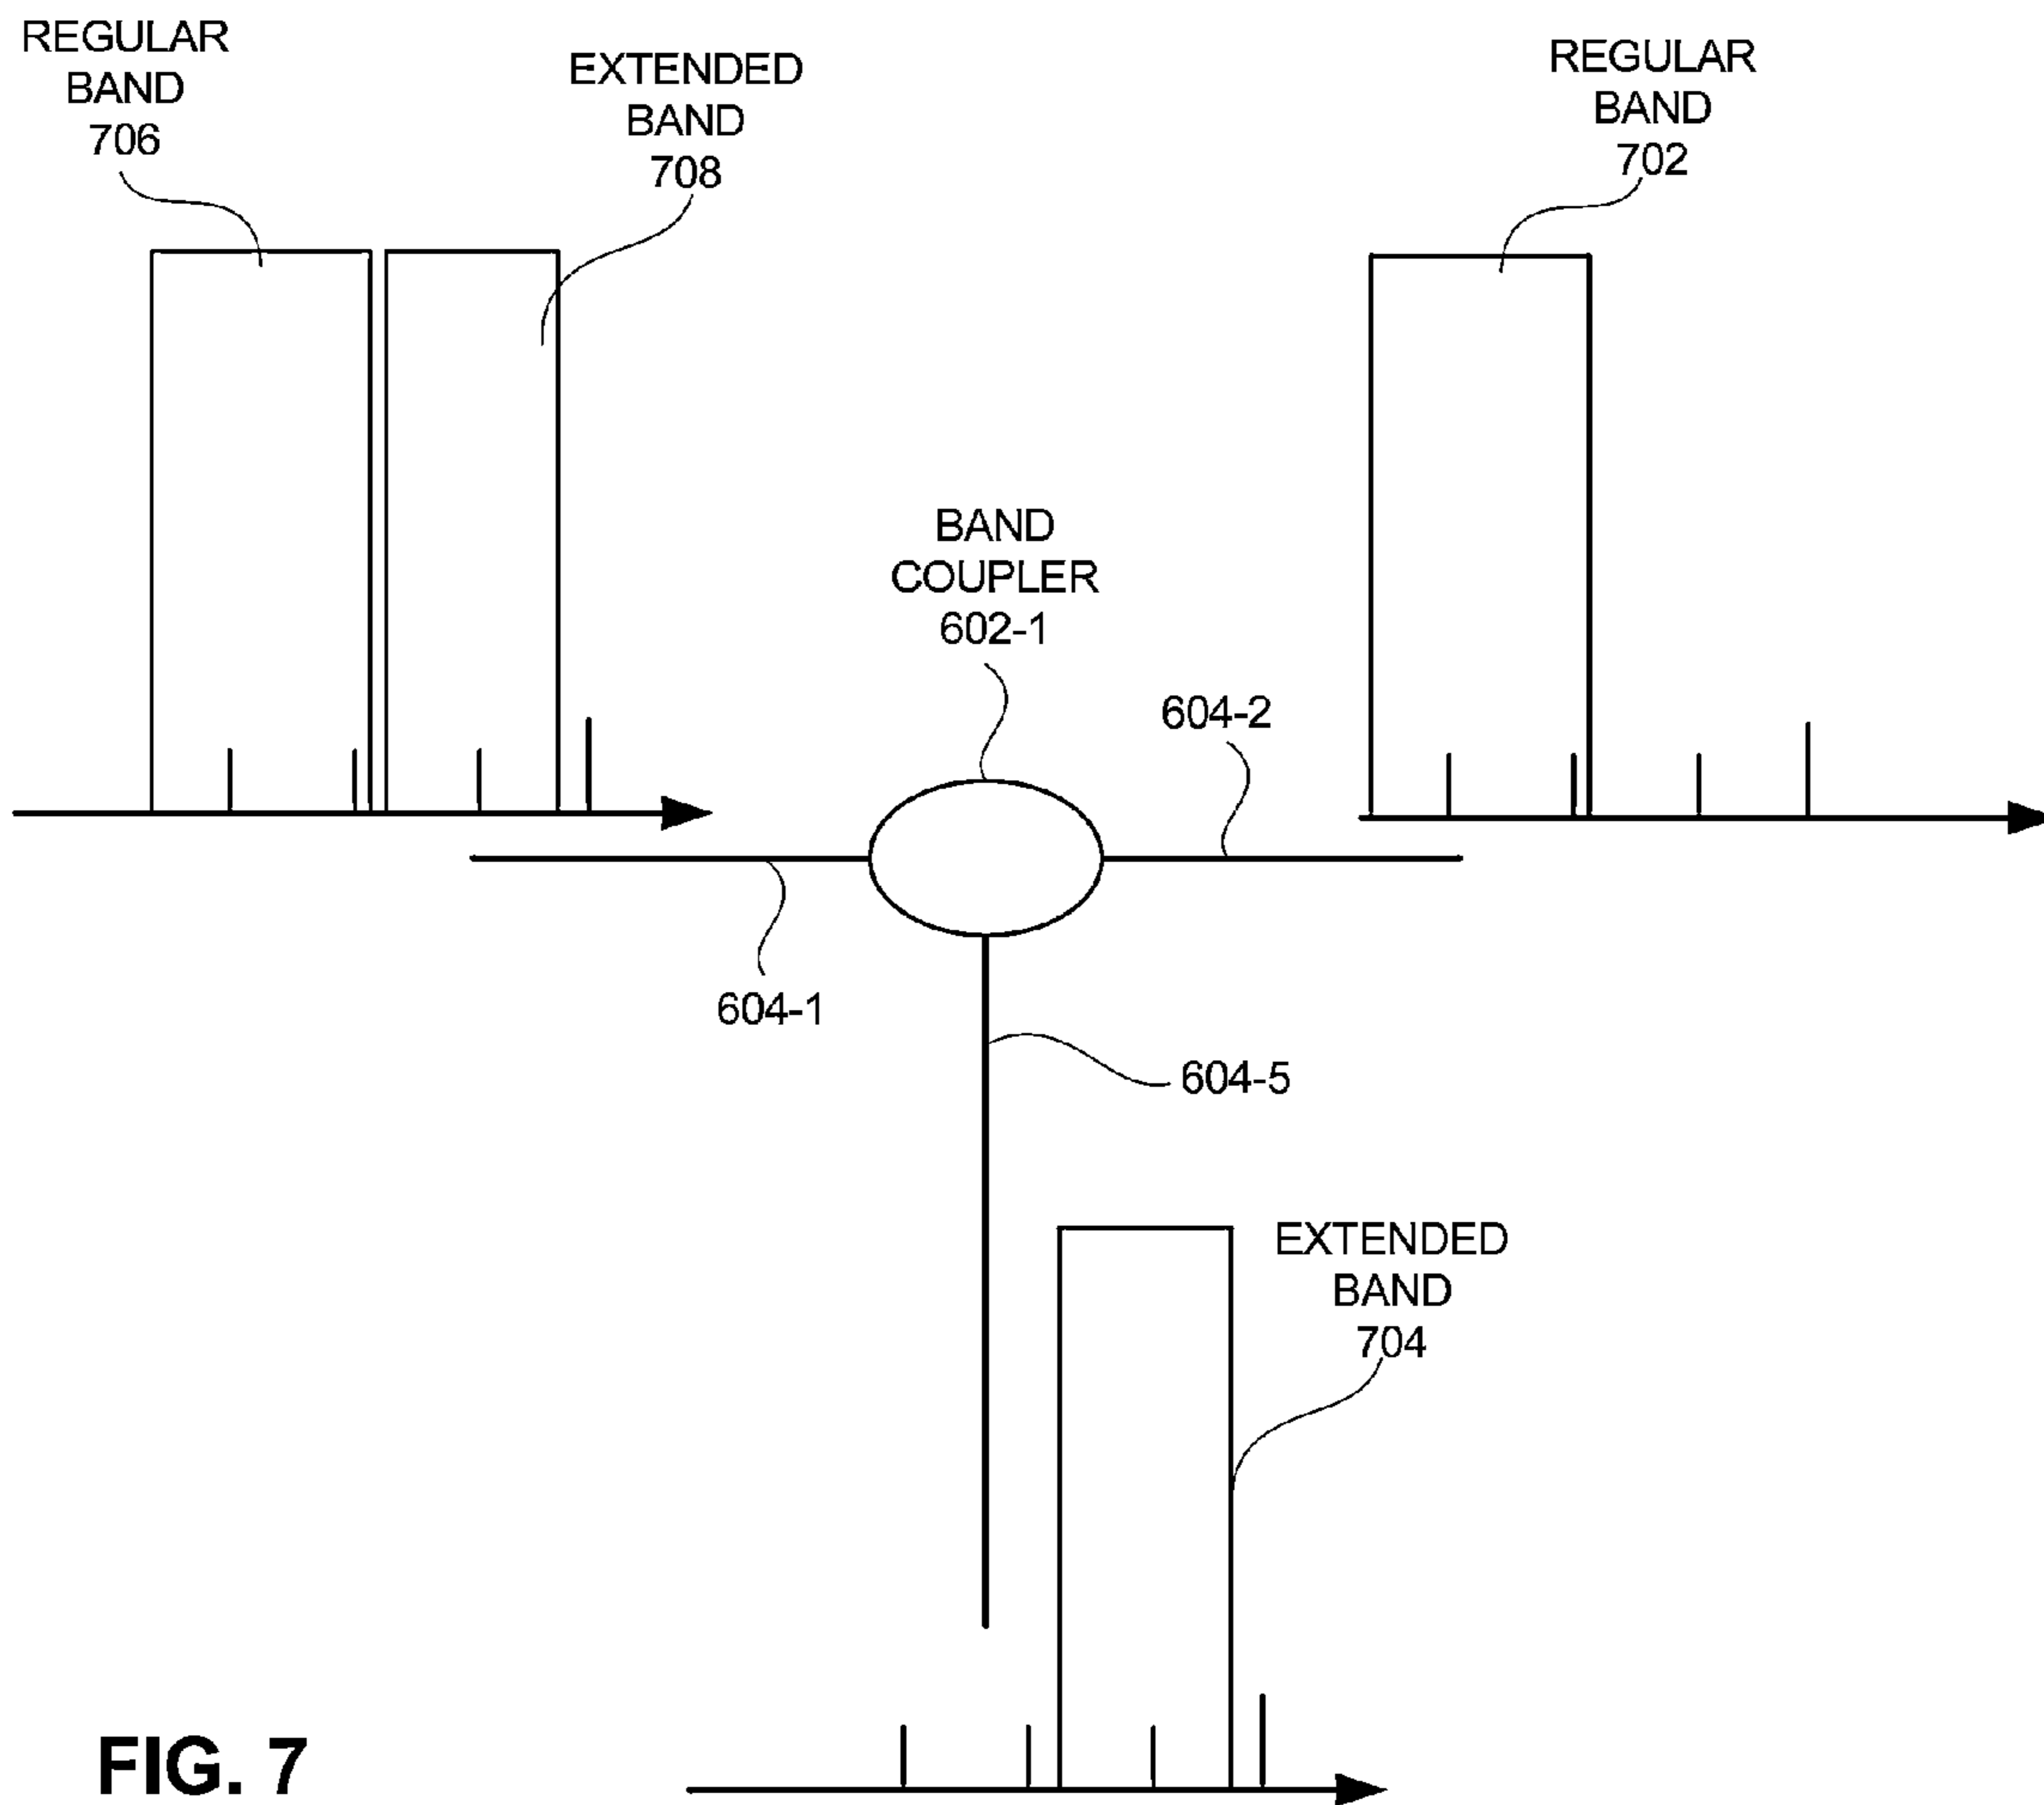 REGULAR
BAND
706
EXTENDED
BAND
708
REGULAR
BAND
702
BAND
COUPLER
602-1
604-2
604-1
604-5
EXTENDED
BAND
704
FIG. 7